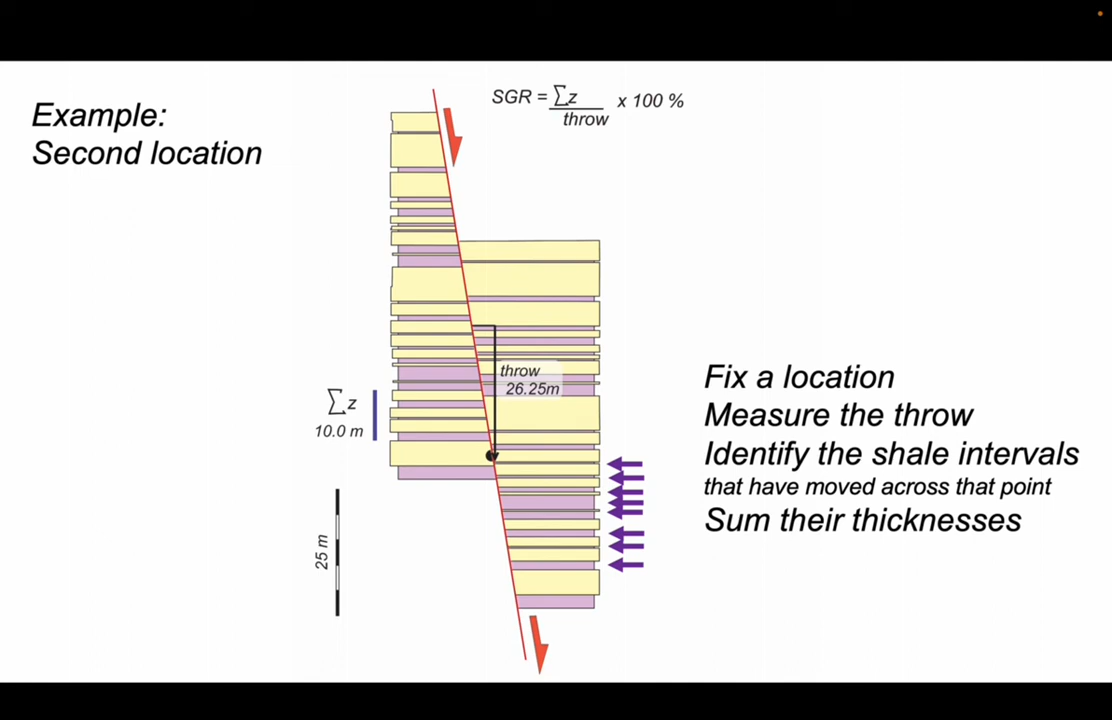 Example:
Second location
SGR = ∑z
throw
x 100 %
throw
26.25m
∑z
10.0 m
25 m
Fix a location
Measure the throw
Identify the shale intervals
that have moved across that point
Sum their thicknesses